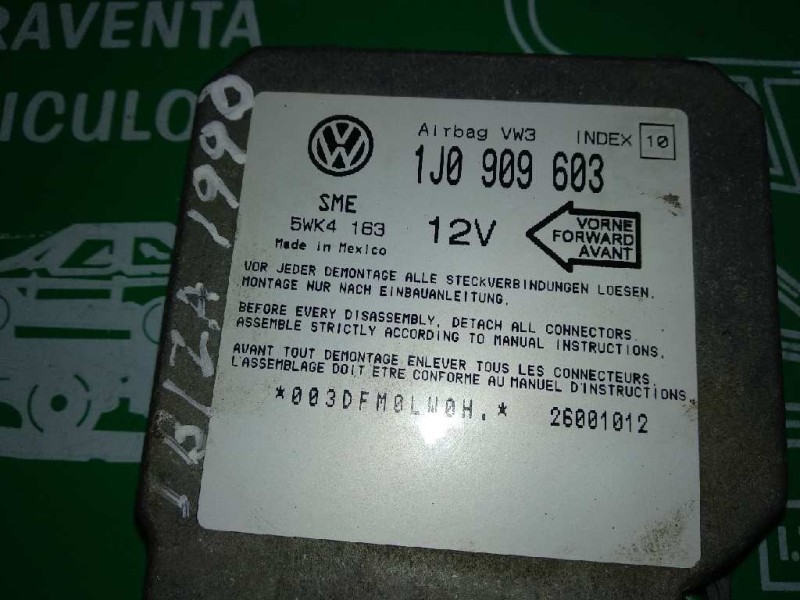 RAVENTA
ICULO
IBIZA 1990
VW
Airbag VW3 INDEX 10
1J0 909 603
SME
5WK4 163
12V
Made in Mexico
VORNE
FORWARD
AVANT
VOR JEDER DEMONTAGE ALLE STECKVERBINDUNGEN LOESEN.
MONTAGE NUR NACH EINBAUANLEITUNG.
BEFORE EVERY DISASSEMBLY, DETACH ALL CONNECTORS.
ASSEMBLE STRICTLY ACCORDING TO MANUAL INSTRUCTIONS.
AVANT TOUT DEMONTAGE ENLEVER TOUS LES CONNECTEURS.
L'ASSEMBLAGE DOIT ETRE CONFORME AU MANUEL D'INSTRUCTIONS.
*003DFM0LW0H.* 26001012